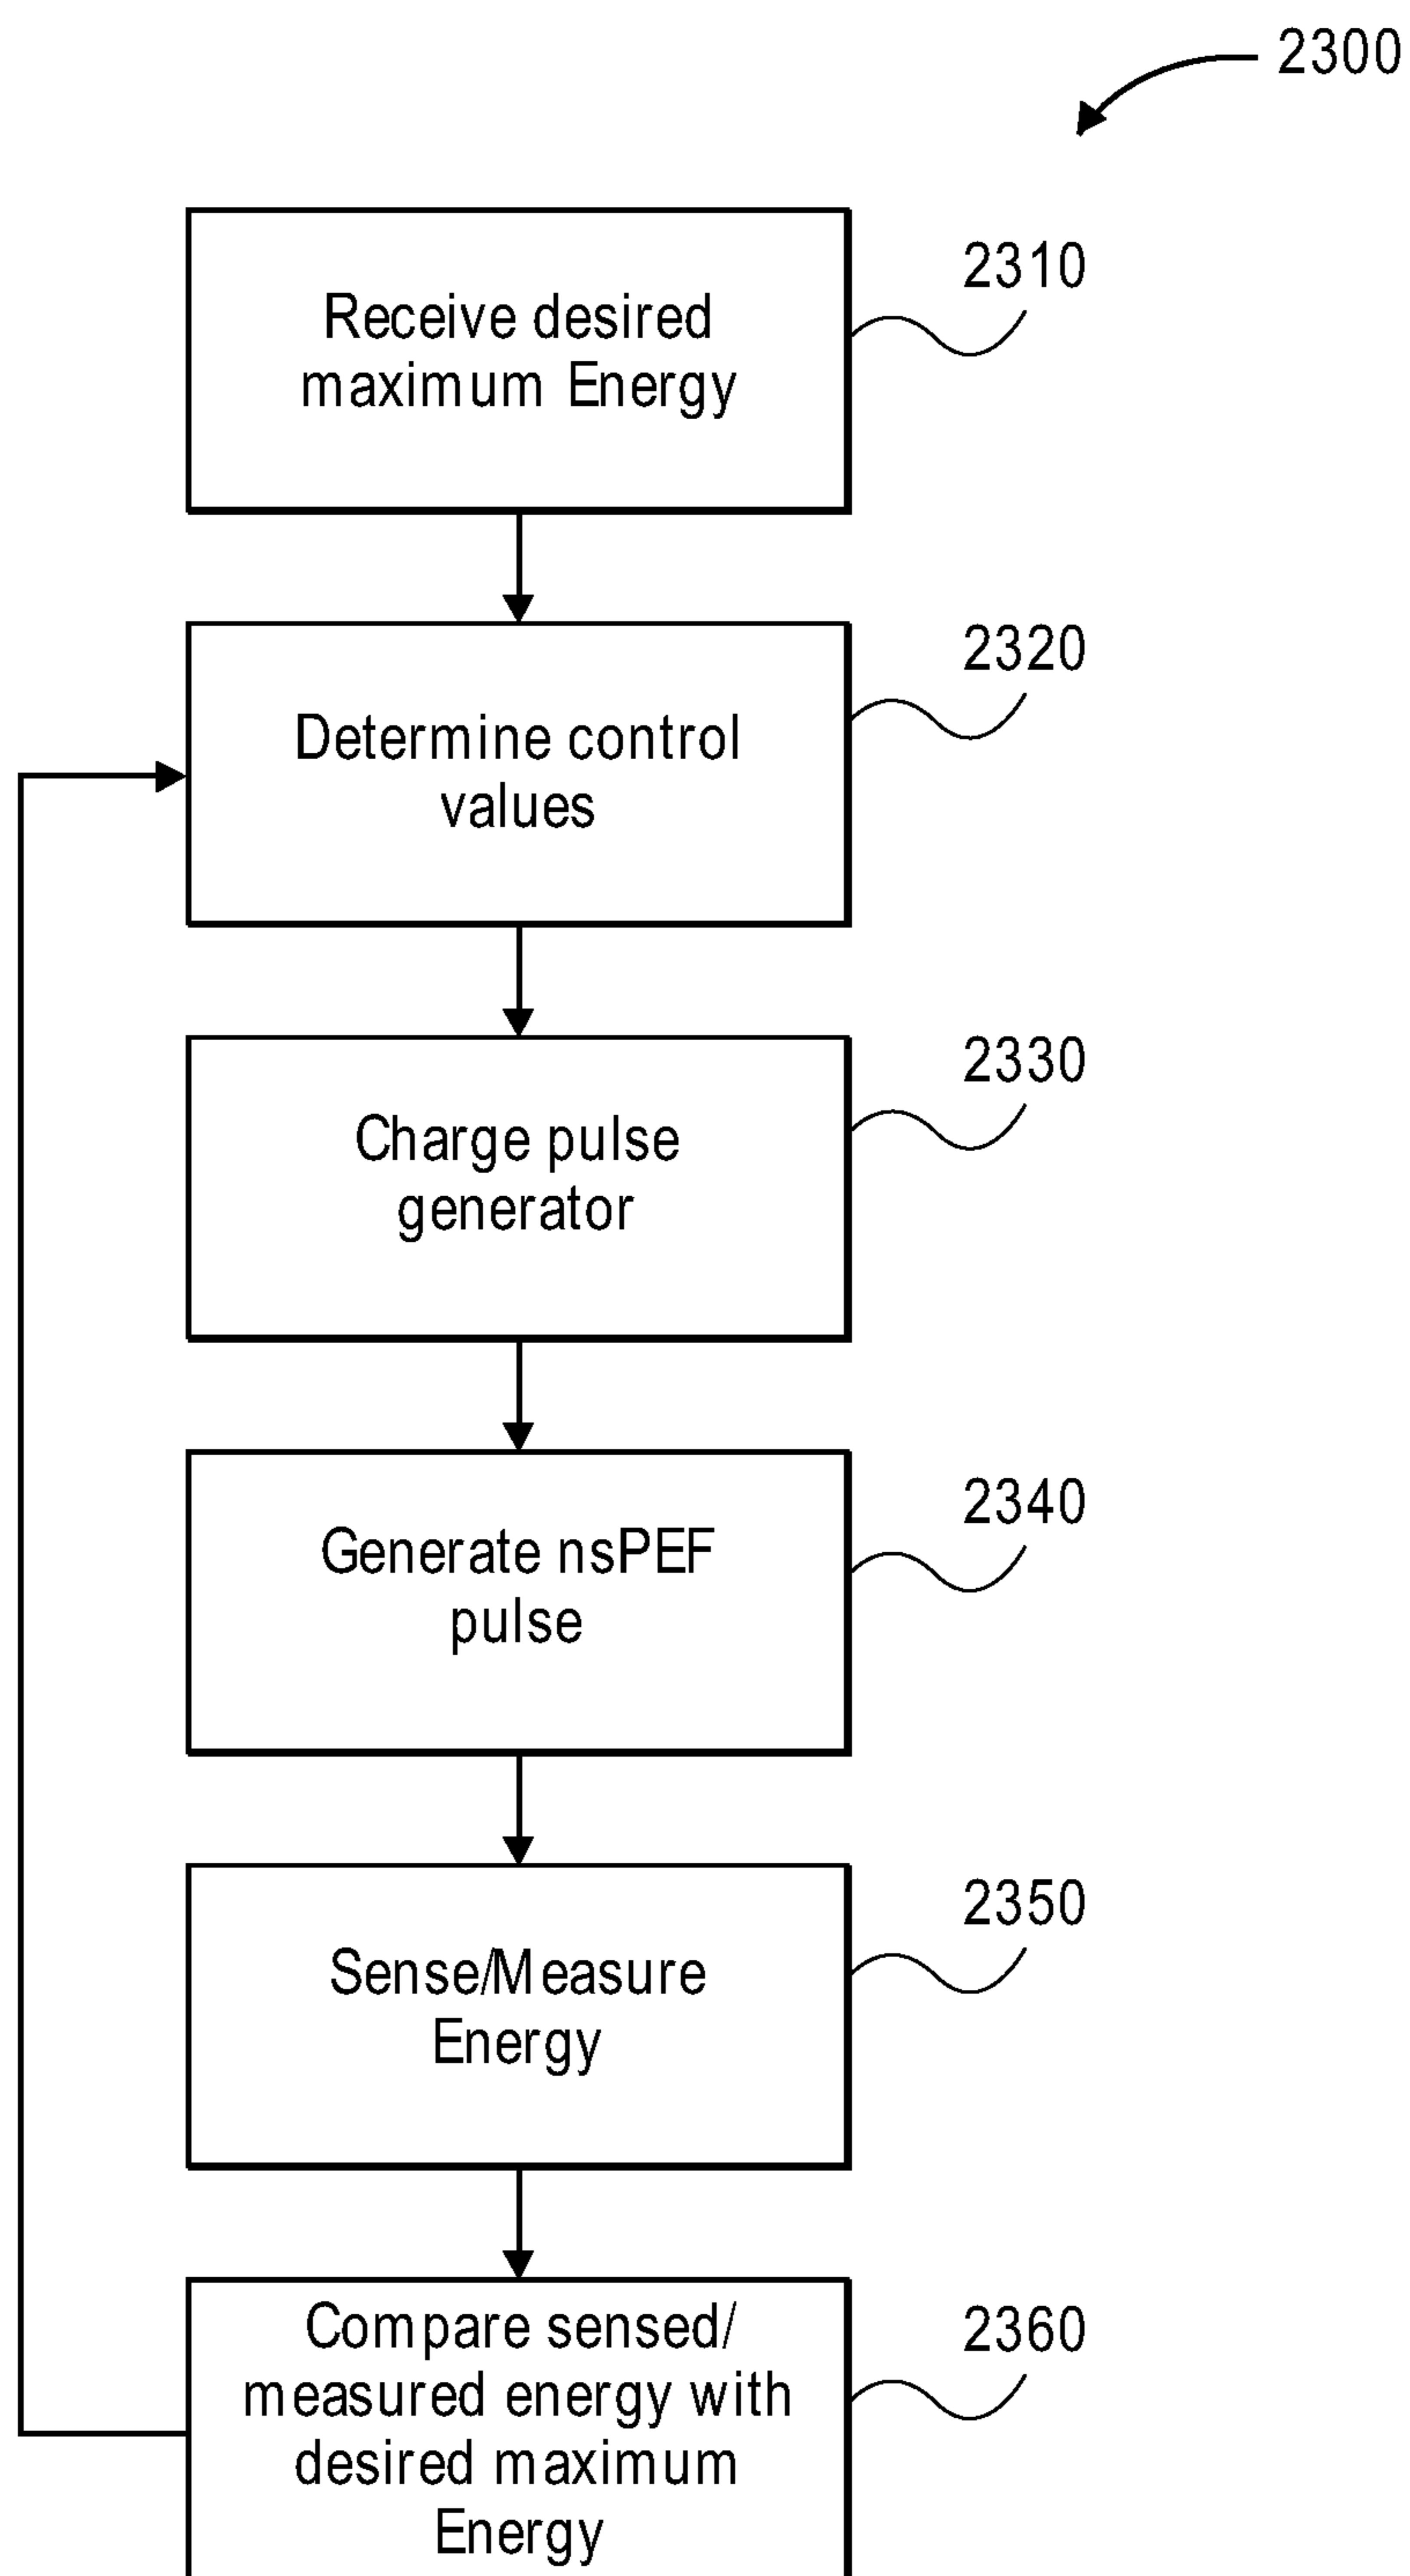 2300
Receive desired
maximum Energy
2310
Determine control
values
2320
Charge pulse
generator
2330
Generate nsPEF
pulse
2340
Sense/Measure
Energy
2350
Compare sensed/
measured energy with
desired maximum
Energy
2360